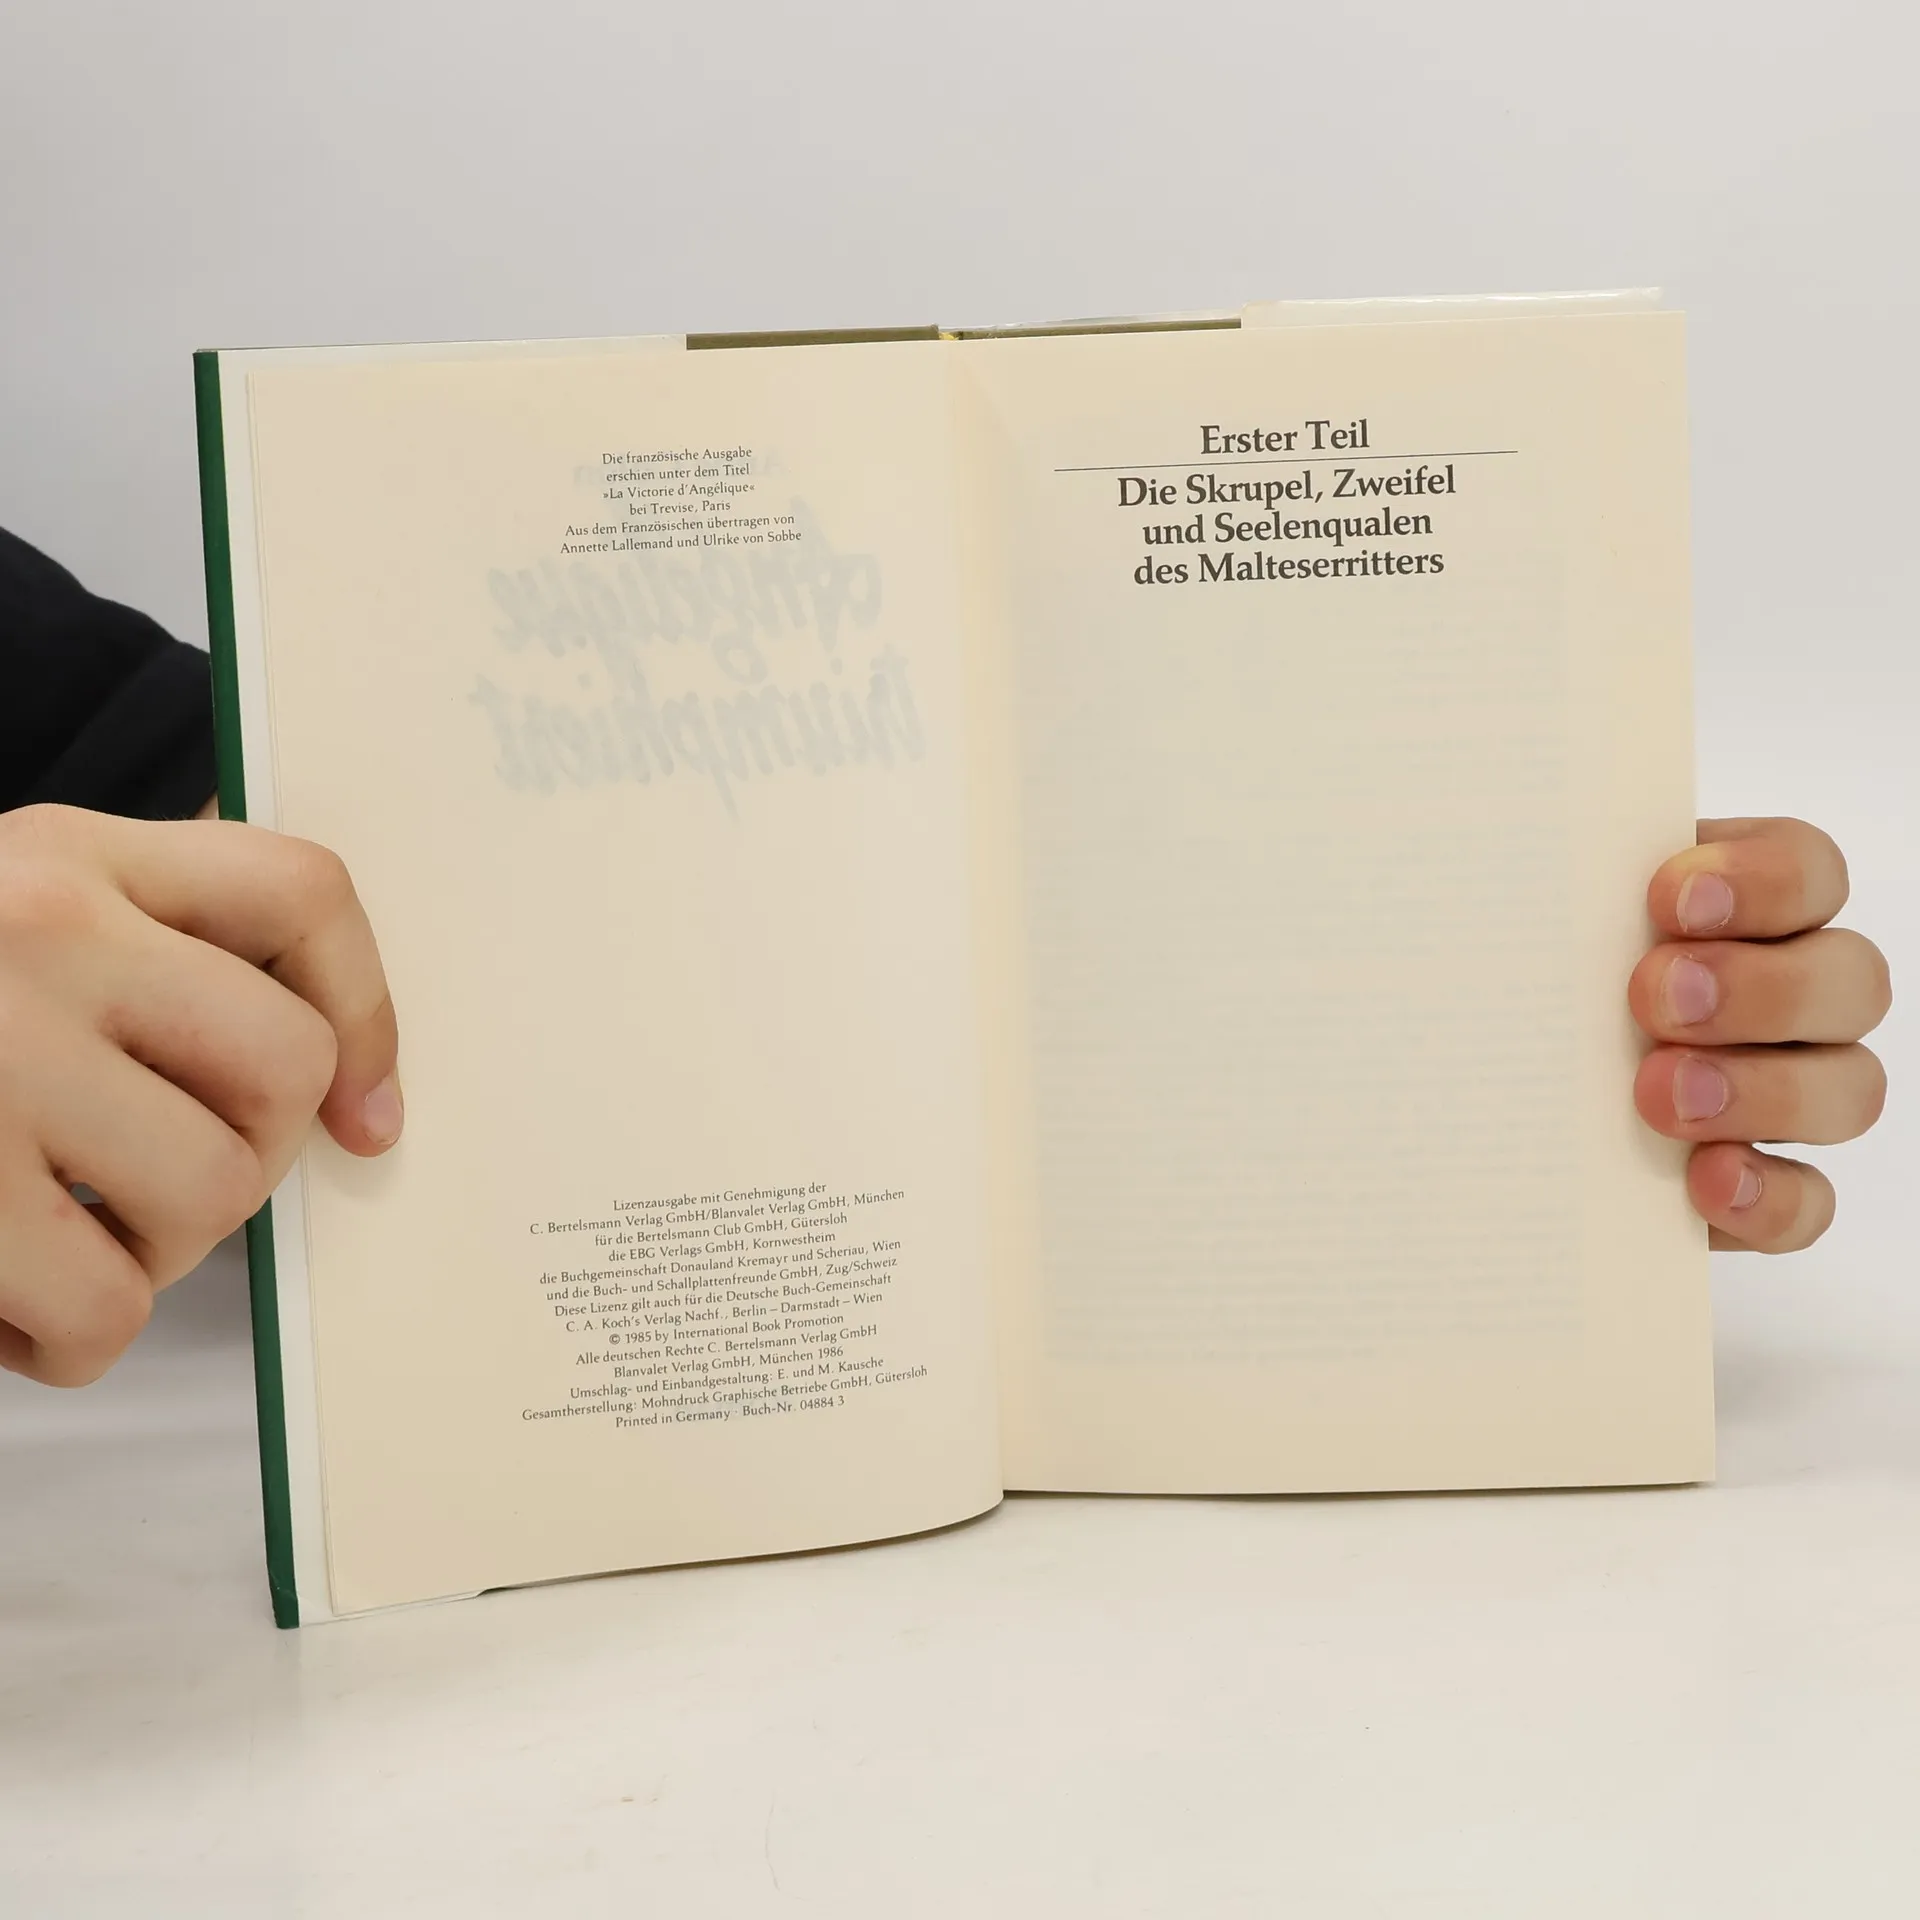 Die französische Ausgabe
erschien unter dem Titel
»La Victorie d'Angélique«
bei Trevise, Paris
Aus dem Französischen übertragen von
Annette Lallemand und Ulrike von Sobbe
Angelique
triumphiert
Lizenzausgabe mit Genehmigung der
C. Bertelsmann Verlag GmbH/Blanvalet Verlag GmbH, München
für die Bertelsmann Club GmbH, Gütersloh
die EBG Verlags GmbH, Kornwestheim
die Buchgemeinschaft Donauland Kremayr und Scheriau, Wien
und die Buch- und Schallplattenfreunde GmbH, Zug/Schweiz
Diese Lizenz gilt auch für die Deutsche Buch-Gemeinschaft
C. A. Koch's Verlag Nachf., Berlin – Darmstadt – Wien
© 1985 by International Book Promotion
Alle deutschen Rechte C. Bertelsmann Verlag GmbH
Blanvalet Verlag GmbH, München 1986
Umschlag- und Einbandgestaltung: E. und M. Kausche
Gesamtherstellung: Mohndruck Graphische Betriebe GmbH, Gütersloh
Printed in Germany · Buch-Nr. 04884 3
Erster Teil
Die Skrupel, Zweifel
und Seelenqualen
des Malteserritters